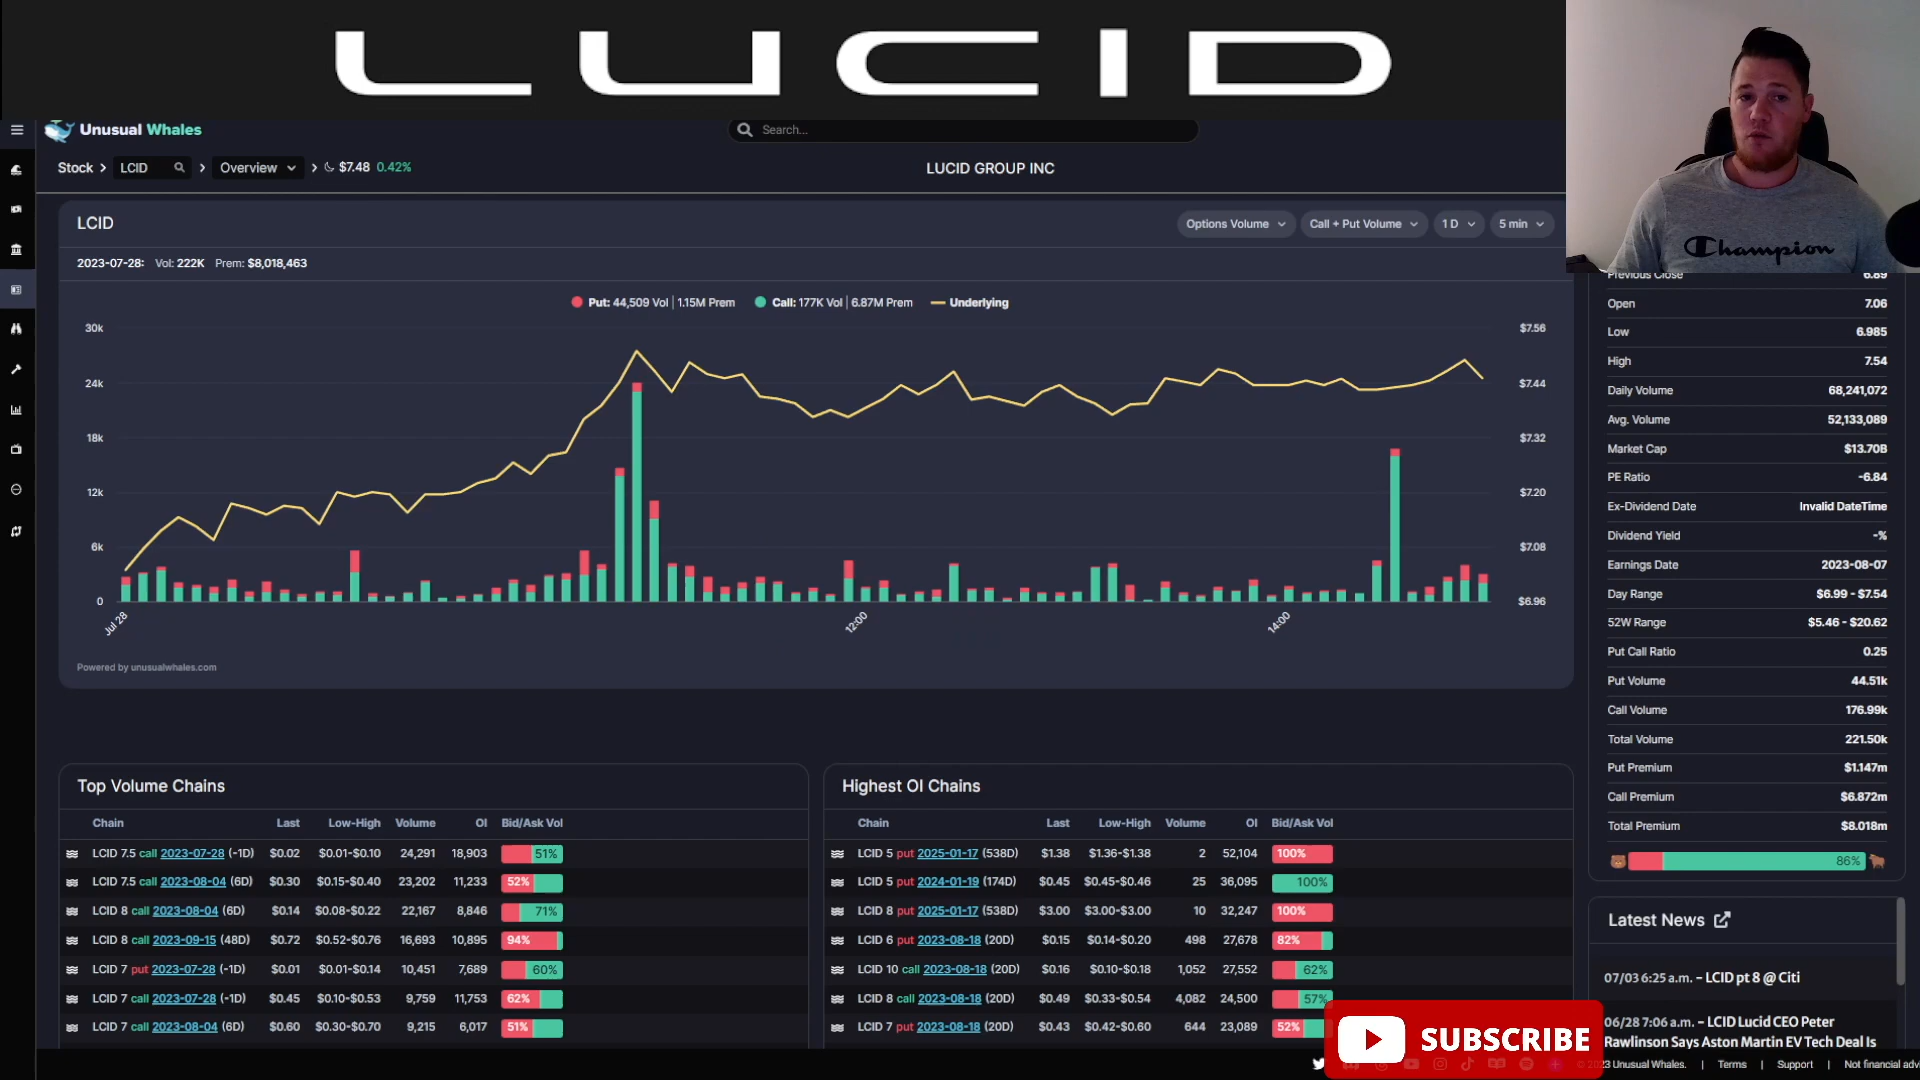 LUCID
Unusual Whales
Search...
Stock
LCID
Overview
$7.48 0.42%
LUCID GROUP INC
Champion
LCID
Options Volume
Call + Put Volume
1 D
5 min
2023-07-28: Vol: 222K Prem: $8,018,463
Put: 44,509 Vol | 1.15M Prem
Call: 177K Vol | 6.87M Prem
Underlying
30k
24k
18k
12k
6k
0
$7.56
$7.44
$7.32
$7.20
$7.08
$6.96
Jul 28
12:00
14:00
Powered by unusualwhales.com
Previous Close 6.89
Open 7.06
Low 6.985
High 7.54
Daily Volume 68,241,072
Avg. Volume 52,133,089
Market Cap $13.70B
PE Ratio -6.84
Ex-Dividend Date Invalid DateTime
Dividend Yield -%
Earnings Date 2023-08-07
Day Range $6.99 - $7.54
52W Range $5.46 - $20.62
Put Call Ratio 0.25
Put Volume 44.51k
Call Volume 176.99k
Total Volume 221.50k
Put Premium $1.147m
Call Premium $6.872m
Total Premium $8.018m
86%
Top Volume Chains
Chain Last Low-High Volume OI Bid/Ask Vol
LCID 7.5 call 2023-07-28 (-1D) $0.02 $0.01-$0.10 24,291 18,903 51%
LCID 7.5 call 2023-08-04 (6D) $0.30 $0.15-$0.40 23,202 11,233 52%
LCID 8 call 2023-08-04 (6D) $0.14 $0.08-$0.22 22,167 8,846 71%
LCID 8 call 2023-09-15 (48D) $0.72 $0.52-$0.76 16,693 10,895 94%
LCID 7 put 2023-07-28 (-1D) $0.01 $0.01-$0.14 10,451 7,689 60%
LCID 7 call 2023-07-28 (-1D) $0.45 $0.10-$0.53 9,759 11,753 62%
LCID 7 call 2023-08-04 (6D) $0.60 $0.30-$0.70 9,215 6,017 51%
Highest OI Chains
Chain Last Low-High Volume OI Bid/Ask Vol
LCID 5 put 2025-01-17 (538D) $1.38 $1.36-$1.38 2 52,104 100%
LCID 5 put 2024-01-19 (174D) $0.45 $0.45-$0.46 25 36,095 100%
LCID 8 put 2025-01-17 (538D) $3.00 $3.00-$3.00 10 32,247 100%
LCID 6 put 2023-08-18 (20D) $0.15 $0.14-$0.20 498 27,678 82%
LCID 10 call 2023-08-18 (20D) $0.16 $0.10-$0.18 1,052 27,552 62%
LCID 8 call 2023-08-18 (20D) $0.49 $0.33-$0.54 4,082 24,500 57%
LCID 7 put 2023-08-18 (20D) $0.43 $0.42-$0.60 644 23,089 52%
Latest News
07/03 6:25 a.m. - LCID pt 8 @ Citi
06/28 7:06 a.m. - LCID Lucid CEO Peter
Rawlinson Says Aston Martin EV Tech Deal Is
SUBSCRIBE
Unusual Whales. | Terms | Support | Not financial advi